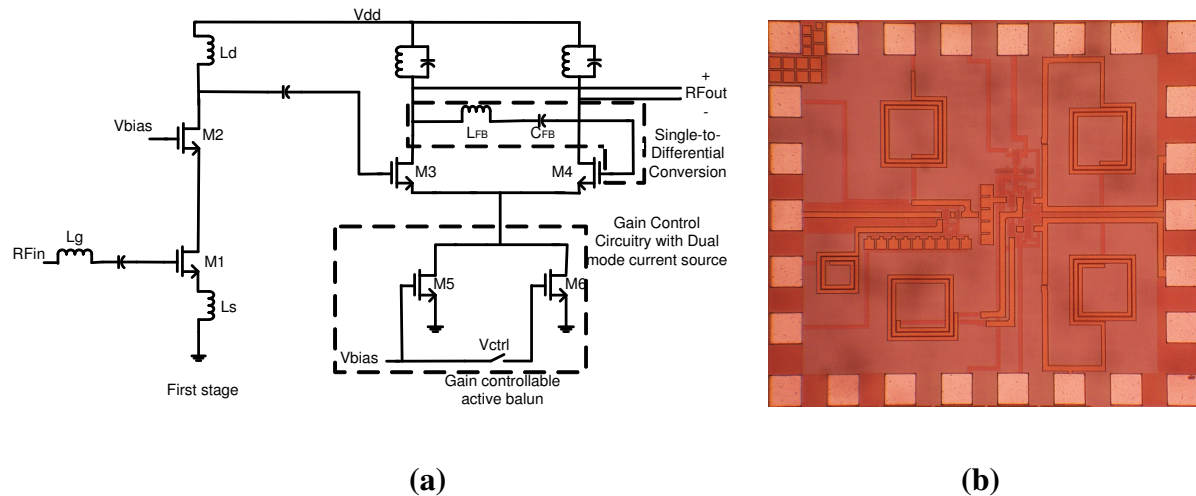 Vdd
Ld
+
RFout
-
LFB
CFB
Single-to-
Differential
Conversion
Vbias
M2
M3
M4
Gain Control
Circuitry with Dual
mode current source
Lg
RFin
M1
M5
M6
Ls
Vbias
Vctrl
First stage
Gain controllable
active balun
(a)
(b)